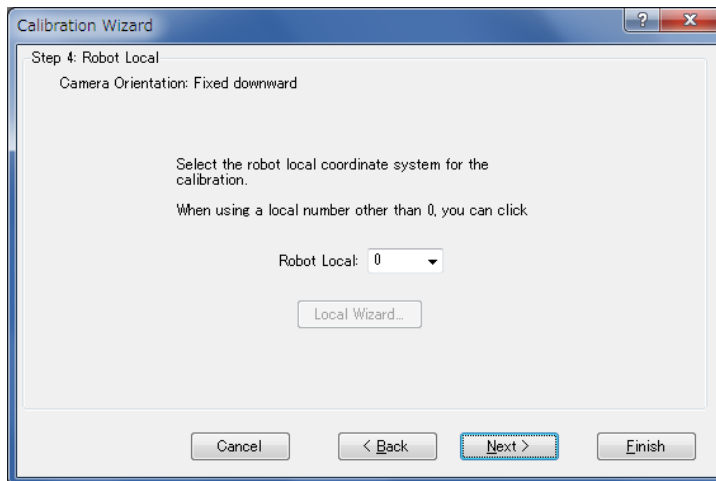 Calibration Wizard
?
Step 4: Robot Local
Camera Orientation: Fixed downward
Select the robot local coordinate system for the
calibration.
When using a local number other than 0, you can click
Robot Local: 0
Local Wizard...
Cancel < Back Next > Finish